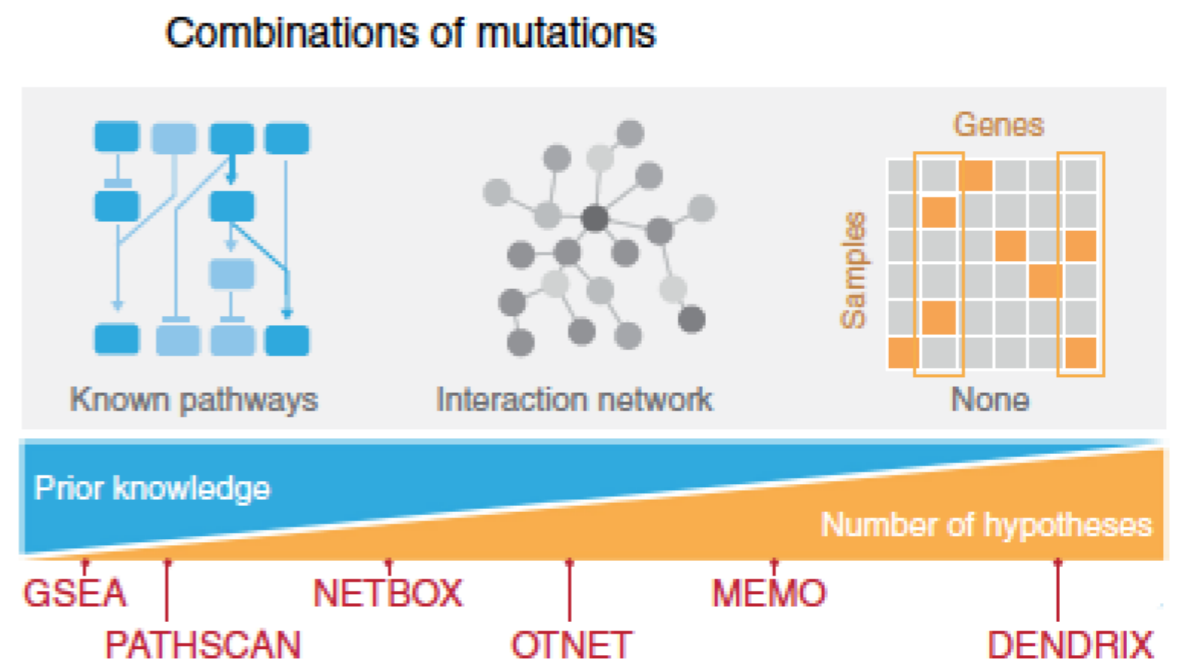 Combinations of mutations
Genes
Samples
Known pathways
Interaction network
None
Prior knowledge
Number of hypotheses
GSEA
NETBOX
MEMO
PATHSCAN
OTNET
DENDRIX